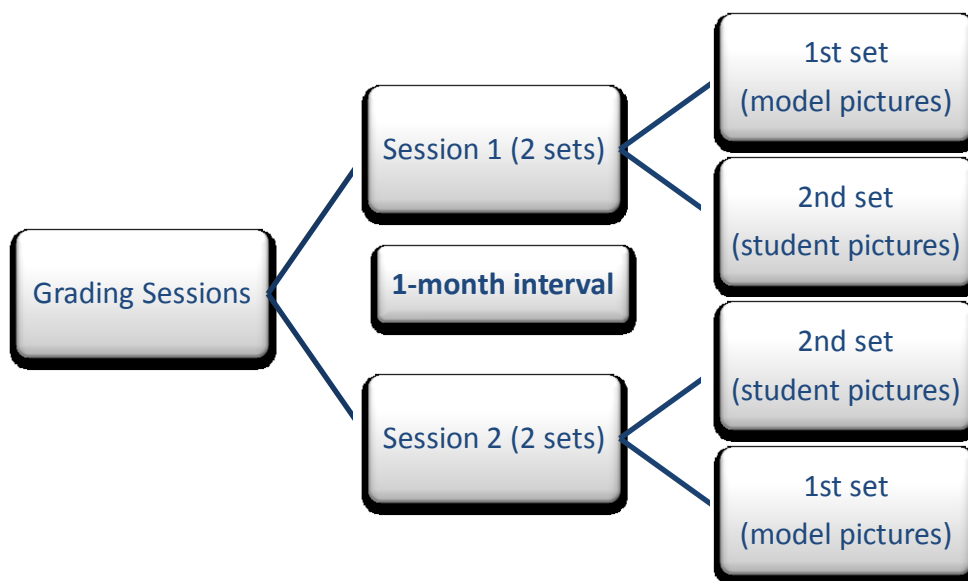 Grading Sessions
Session 1 (2 sets)
1st set
(model pictures)
2nd set
(student pictures)
1-month interval
Session 2 (2 sets)
2nd set
(student pictures)
1st set
(model pictures)